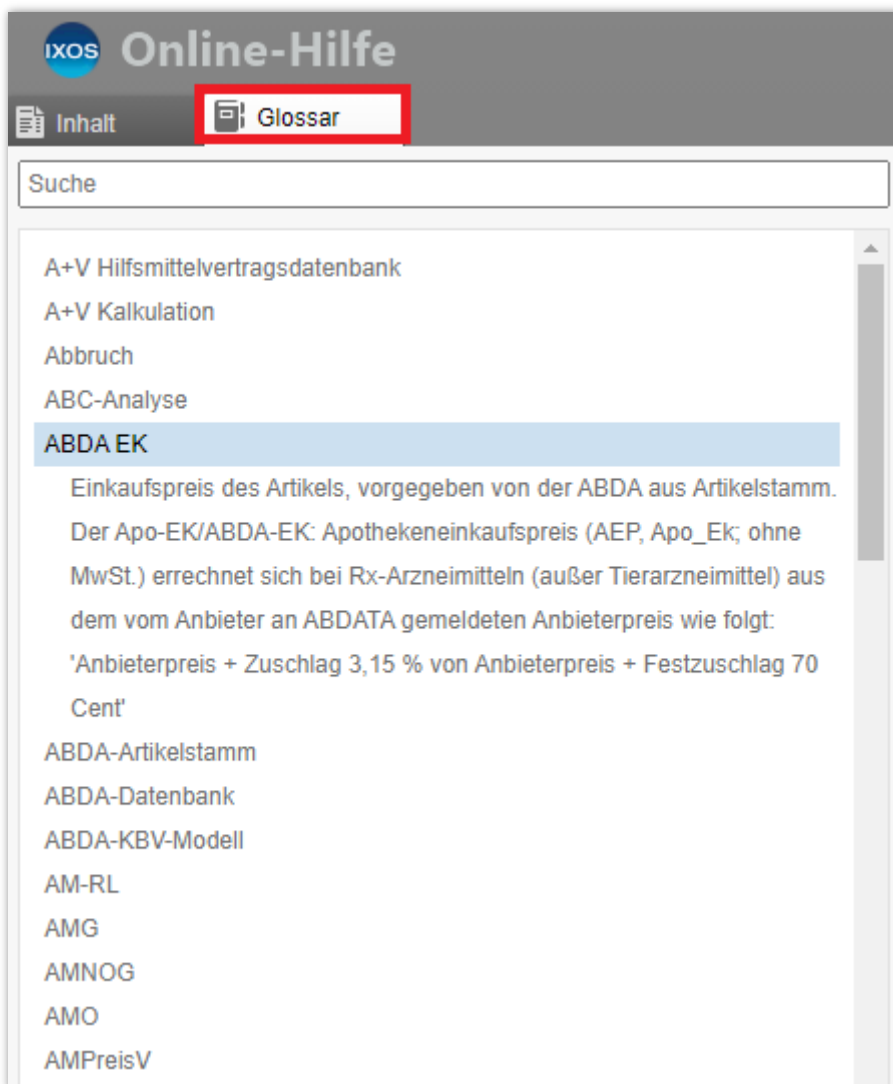 IXOS Online-Hilfe
Inhalt Glossar
Suche
A+V Hilfsmittelvertragsdatenbank
A+V Kalkulation
Abbruch
ABC-Analyse
ABDA EK
Einkaufspreis des Artikels, vorgegeben von der ABDA aus Artikelstamm.
Der Apo-EK/ABDA-EK: Apothekeneinkaufspreis (AEP, Apo_Ek; ohne
MwSt.) errechnet sich bei Rx-Arzneimitteln (außer Tierarzneimittel) aus
dem vom Anbieter an ABDATA gemeldeten Anbieterpreis wie folgt:
'Anbieterpreis + Zuschlag 3,15 % von Anbieterpreis + Festzuschlag 70
Cent'
ABDA-Artikelstamm
ABDA-Datenbank
ABDA-KBV-Modell
AM-RL
AMG
AMNOG
AMO
AMPreisV